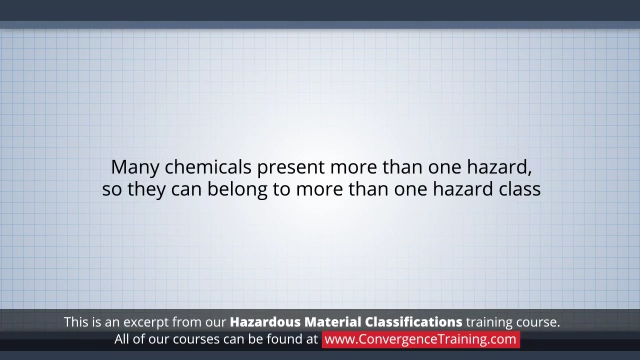 Many chemicals present more than one hazard,
so they can belong to more than one hazard class
This is an excerpt from our Hazardous Material Classifications training course.
All of our courses can be found at www.ConvergenceTraining.com